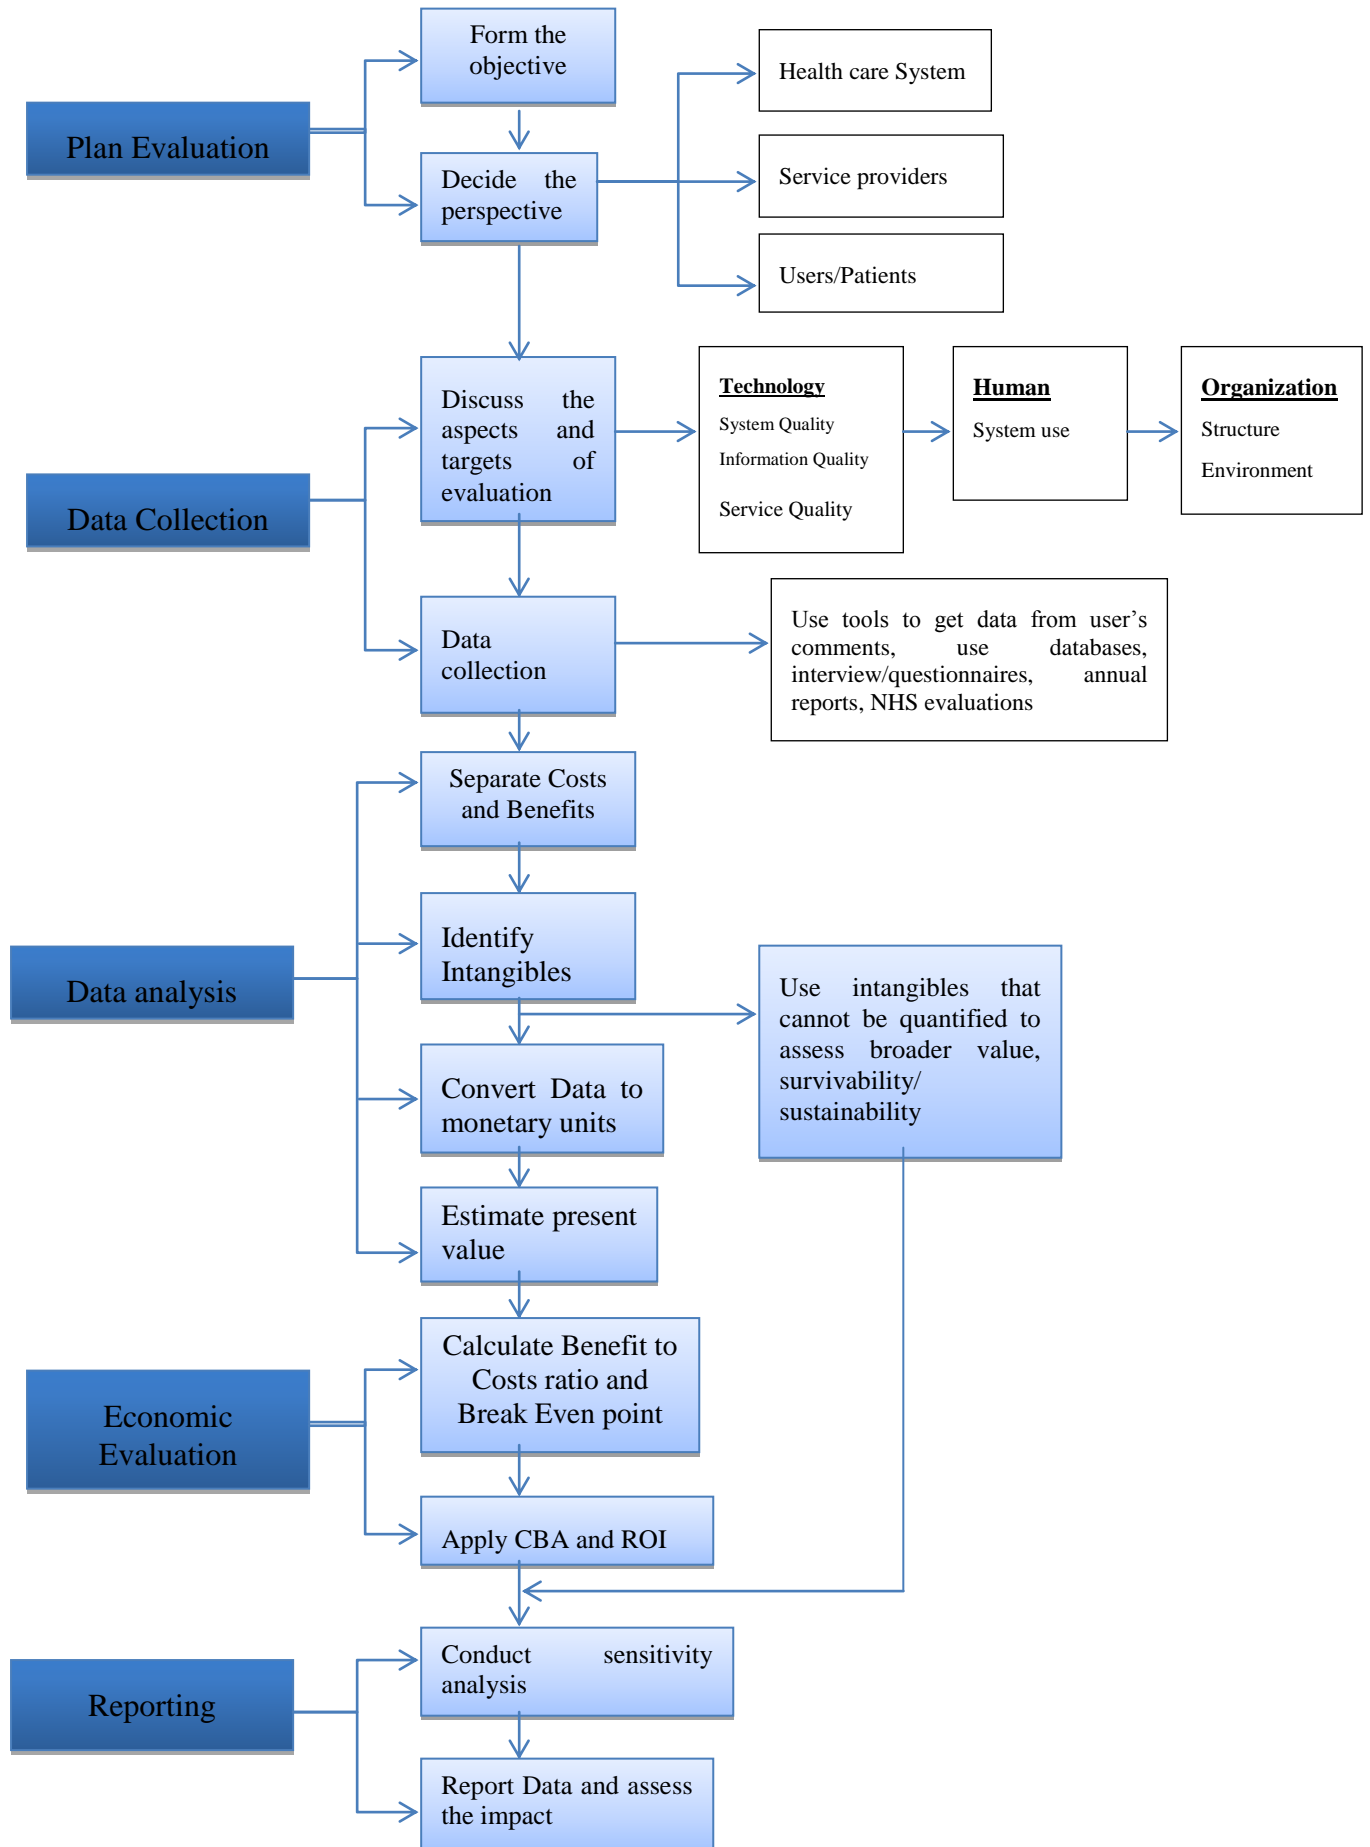 Form the
objective
Health care System
Plan Evaluation
Decide the
perspective
Service providers
Users/Patients
Discuss the
aspects and
targets of
evaluation
Technology
System Quality
Information Quality
Service Quality
Human
System use
Organization
Structure
Environment
Data Collection
Data
collection
Use tools to get data from user’s
comments, use databases,
interview/questionnaires, annual
reports, NHS evaluations
Separate Costs
and Benefits
Identify
Intangibles
Data analysis
Use intangibles that
cannot be quantified to
assess broader value,
survivability/
sustainability
Convert Data to
monetary units
Estimate present
value
Calculate Benefit to
Costs ratio and
Break Even point
Economic
Evaluation
Apply CBA and ROI
Conduct sensitivity
analysis
Reporting
Report Data and assess
the impact